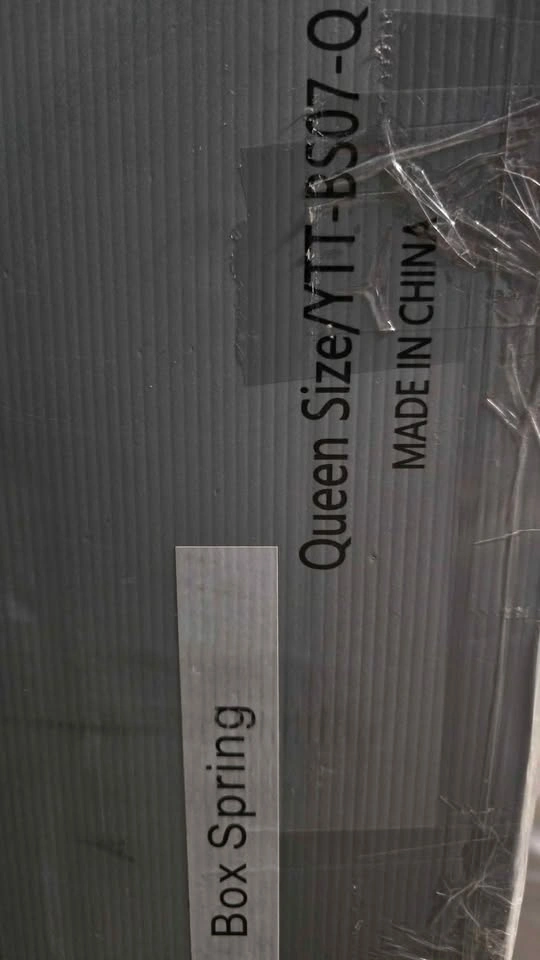 Box Spring
Queen Size/YTT-BS07-Q
MADE IN CHINA